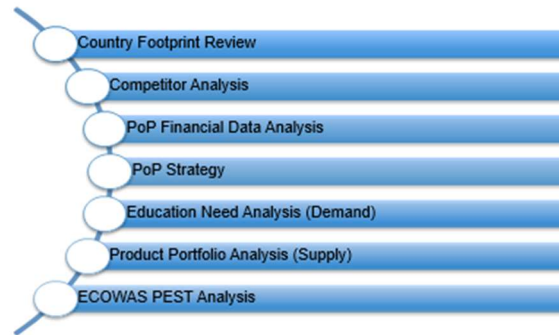 Country Footprint Review
Competitor Analysis
PoP Financial Data Analysis
PoP Strategy
Education Need Analysis (Demand)
Product Portfolio Analysis (Supply)
ECOWAS PEST Analysis